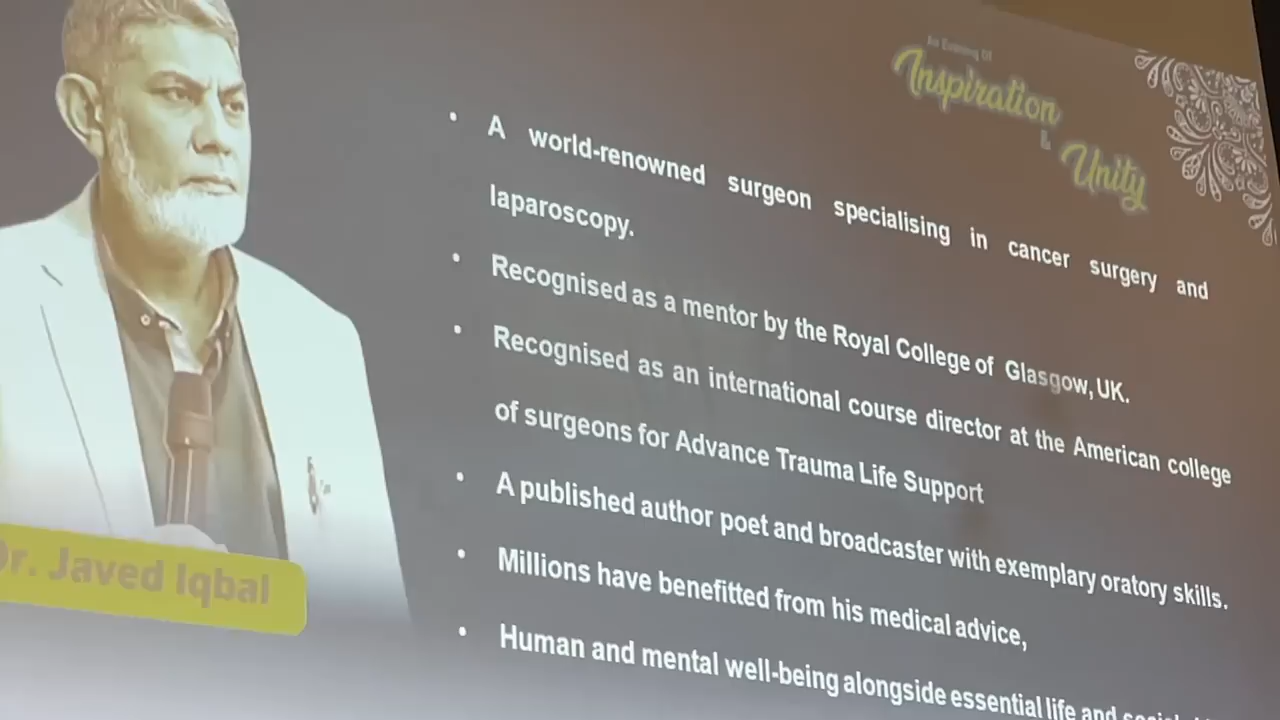 An Evening Of
Inspiration
&
Unity
• A world-renowned surgeon specialising in cancer surgery and
laparoscopy.
• Recognised as a mentor by the Royal College of Glasgow, UK.
• Recognised as an international course director at the American college
of surgeons for Advance Trauma Life Support
• A published author poet and broadcaster with exemplary oratory skills.
• Millions have benefitted from his medical advice,
• Human and mental well-being alongside essential life and
Dr. Javed Iqbal